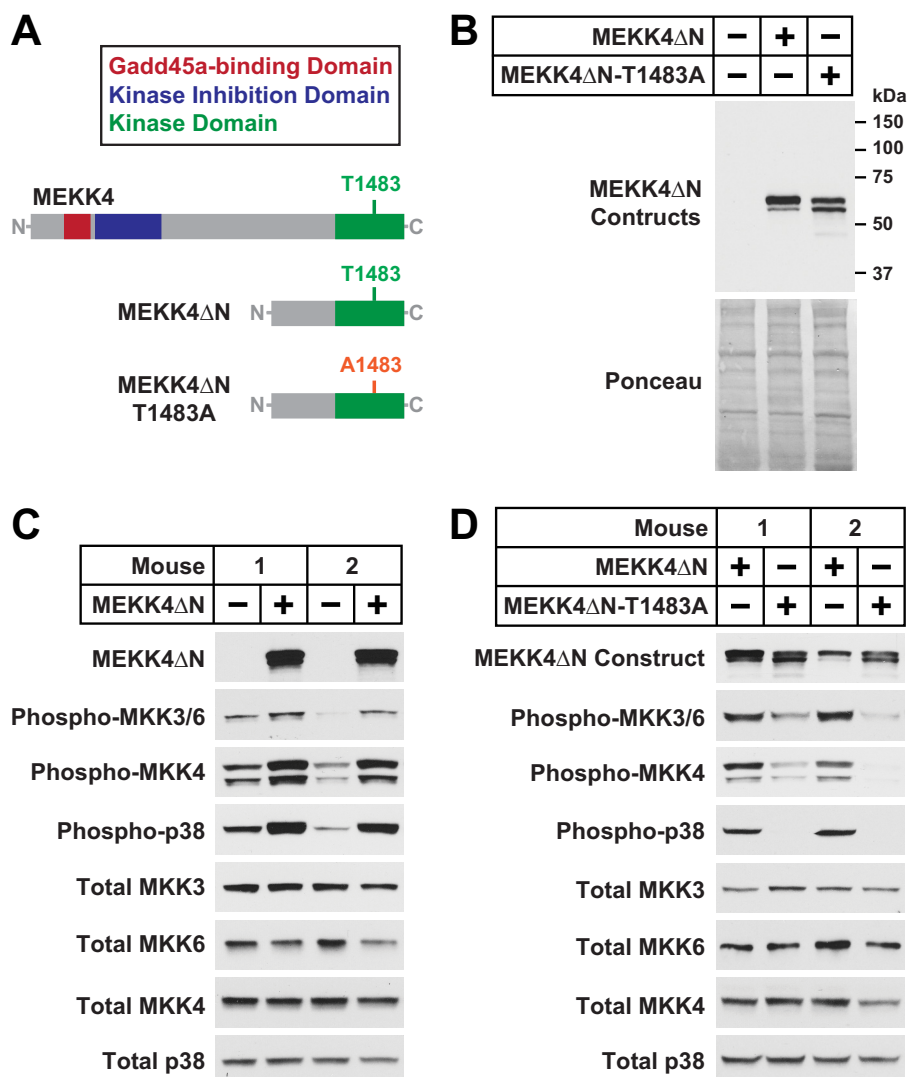 A
Gadd45a-binding Domain
Kinase Inhibition Domain
Kinase Domain
MEKK4
T1483
N
C
MEKK4ΔN
T1483
N
C
MEKK4ΔN
T1483A
A1483
N
C
B
MEKK4ΔN − + −
MEKK4ΔN-T1483A − − +
kDa
150
100
75
50
37
MEKK4ΔN
Contructs
Ponceau
C
Mouse 1 2
MEKK4ΔN − + − +
MEKK4ΔN
Phospho-MKK3/6
Phospho-MKK4
Phospho-p38
Total MKK3
Total MKK6
Total MKK4
Total p38
D
Mouse 1 2
MEKK4ΔN + − + −
MEKK4ΔN-T1483A − + − +
MEKK4ΔN Construct
Phospho-MKK3/6
Phospho-MKK4
Phospho-p38
Total MKK3
Total MKK6
Total MKK4
Total p38